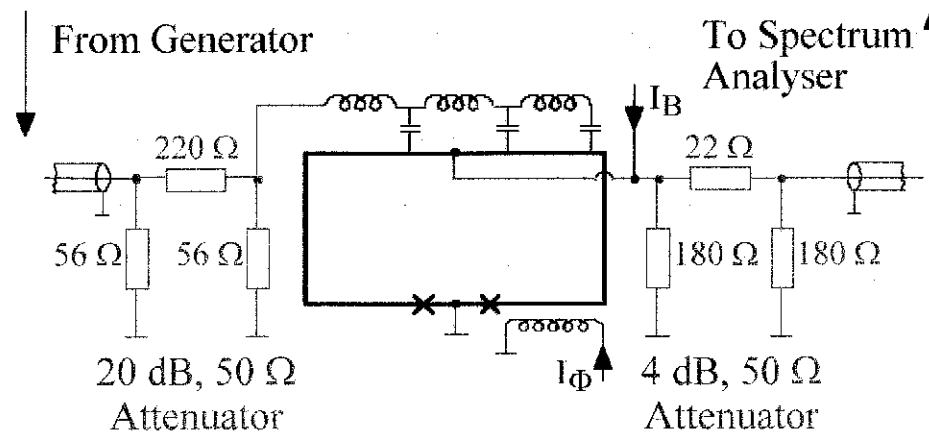 From Generator
To Spectrum
Analyser
I_B
220 Ω
22 Ω
56 Ω
56 Ω
180 Ω
180 Ω
I_Φ
20 dB, 50 Ω
Attenuator
4 dB, 50 Ω
Attenuator